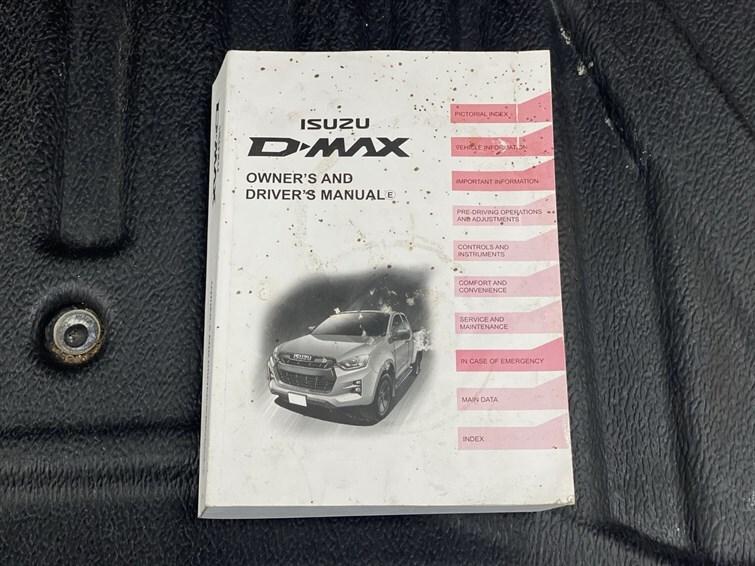 ISUZU
D-MAX
OWNER'S AND
DRIVER'S MANUAL E
PICTORIAL INDEX
VEHICLE INFORMATION
IMPORTANT INFORMATION
PRE-DRIVING OPERATIONS
AND ADJUSTMENTS
CONTROLS AND
INSTRUMENTS
COMFORT AND
CONVENIENCE
SERVICE AND
MAINTENANCE
IN CASE OF EMERGENCY
MAIN DATA
INDEX
ISUZU